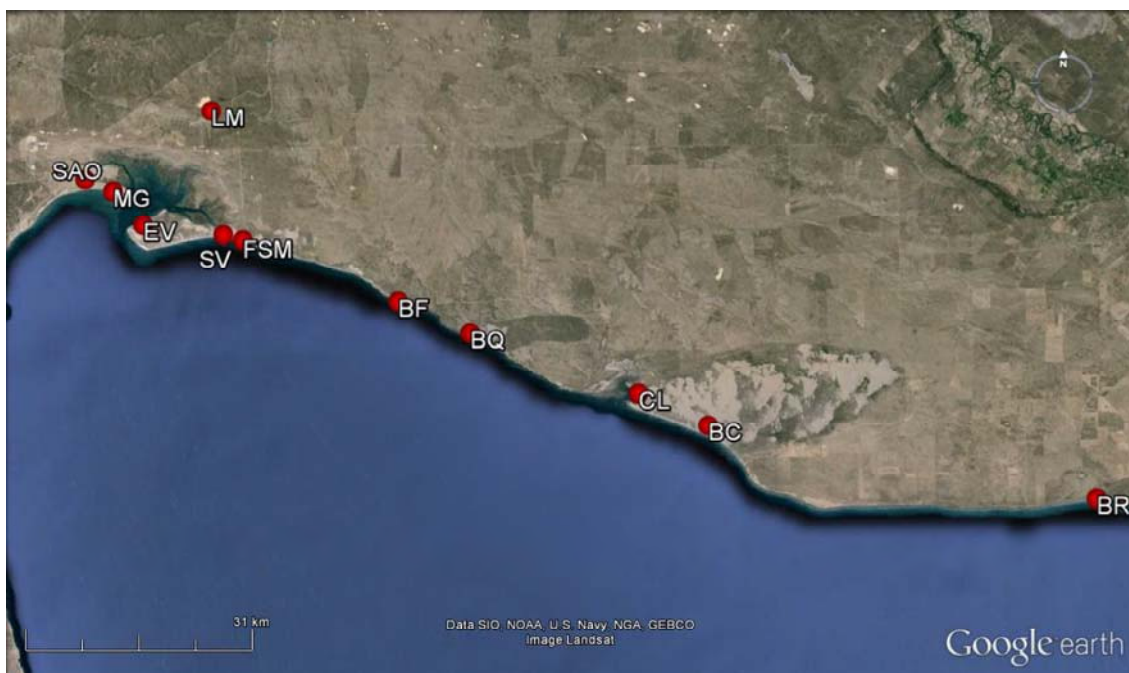 N
LM
SAO
MG
EV
SV
FSM
BF
BQ
CL
BC
BR
31 km
Data SIO, NOAA, U.S. Navy, NGA, GEBCO
Image Landsat
Google earth